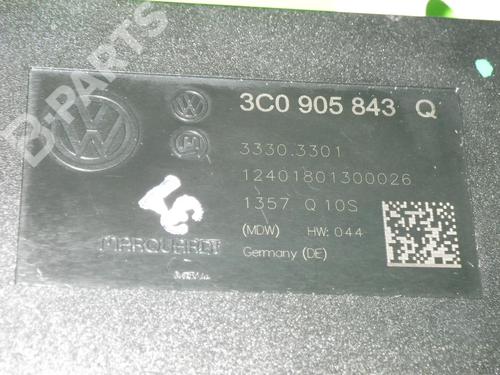 3C0 905 843 Q
3330.3301
12401801300026
1357 Q 10S
(MDW) HW: 044
Germany (DE)
MARQUARDT
B-PARTS